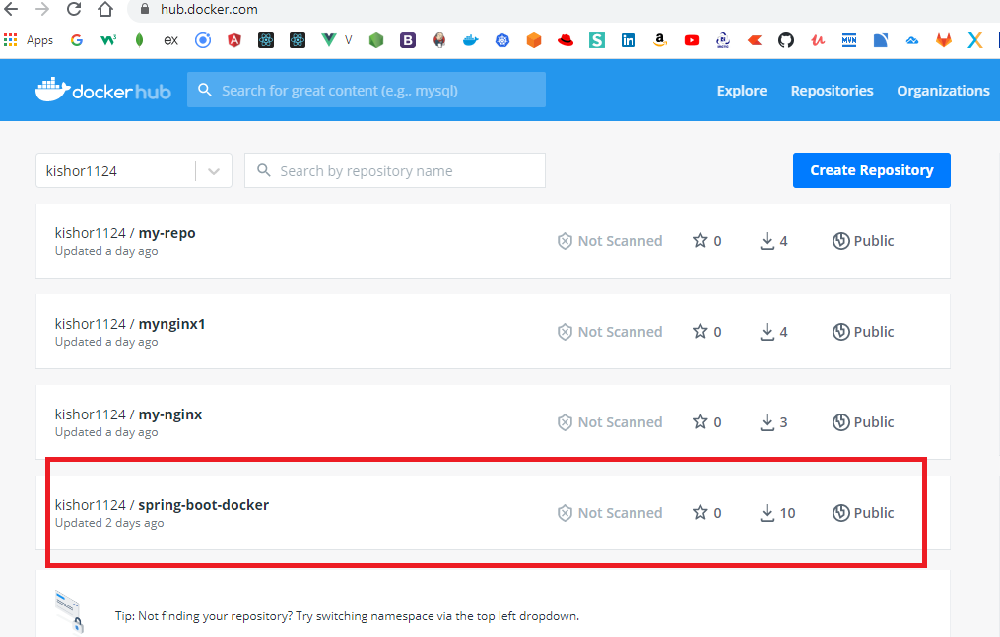 hub.docker.com
Apps
G
W3
ex
V
B
S
in
a
MVN
dockerhub
Search for great content (e.g., mysql)
Explore
Repositories
Organizations
kishor1124
Search by repository name
Create Repository
kishor1124 / my-repo
Updated a day ago
Not Scanned
0
4
Public
kishor1124 / mynginx1
Updated a day ago
Not Scanned
0
4
Public
kishor1124 / my-nginx
Updated a day ago
Not Scanned
0
3
Public
kishor1124 / spring-boot-docker
Updated 2 days ago
Not Scanned
0
10
Public
Tip: Not finding your repository? Try switching namespace via the top left dropdown.